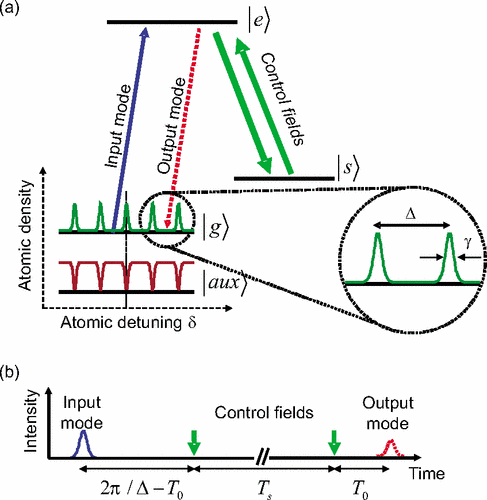 (a)
|e⟩
Input mode
Output mode
Control fields
|s⟩
Atomic density
|g⟩
|aux⟩
Atomic detuning δ
Δ
γ
(b)
Intensity
Input
mode
Control fields
Output
mode
Time
2π / Δ – T₀
Tₛ
T₀